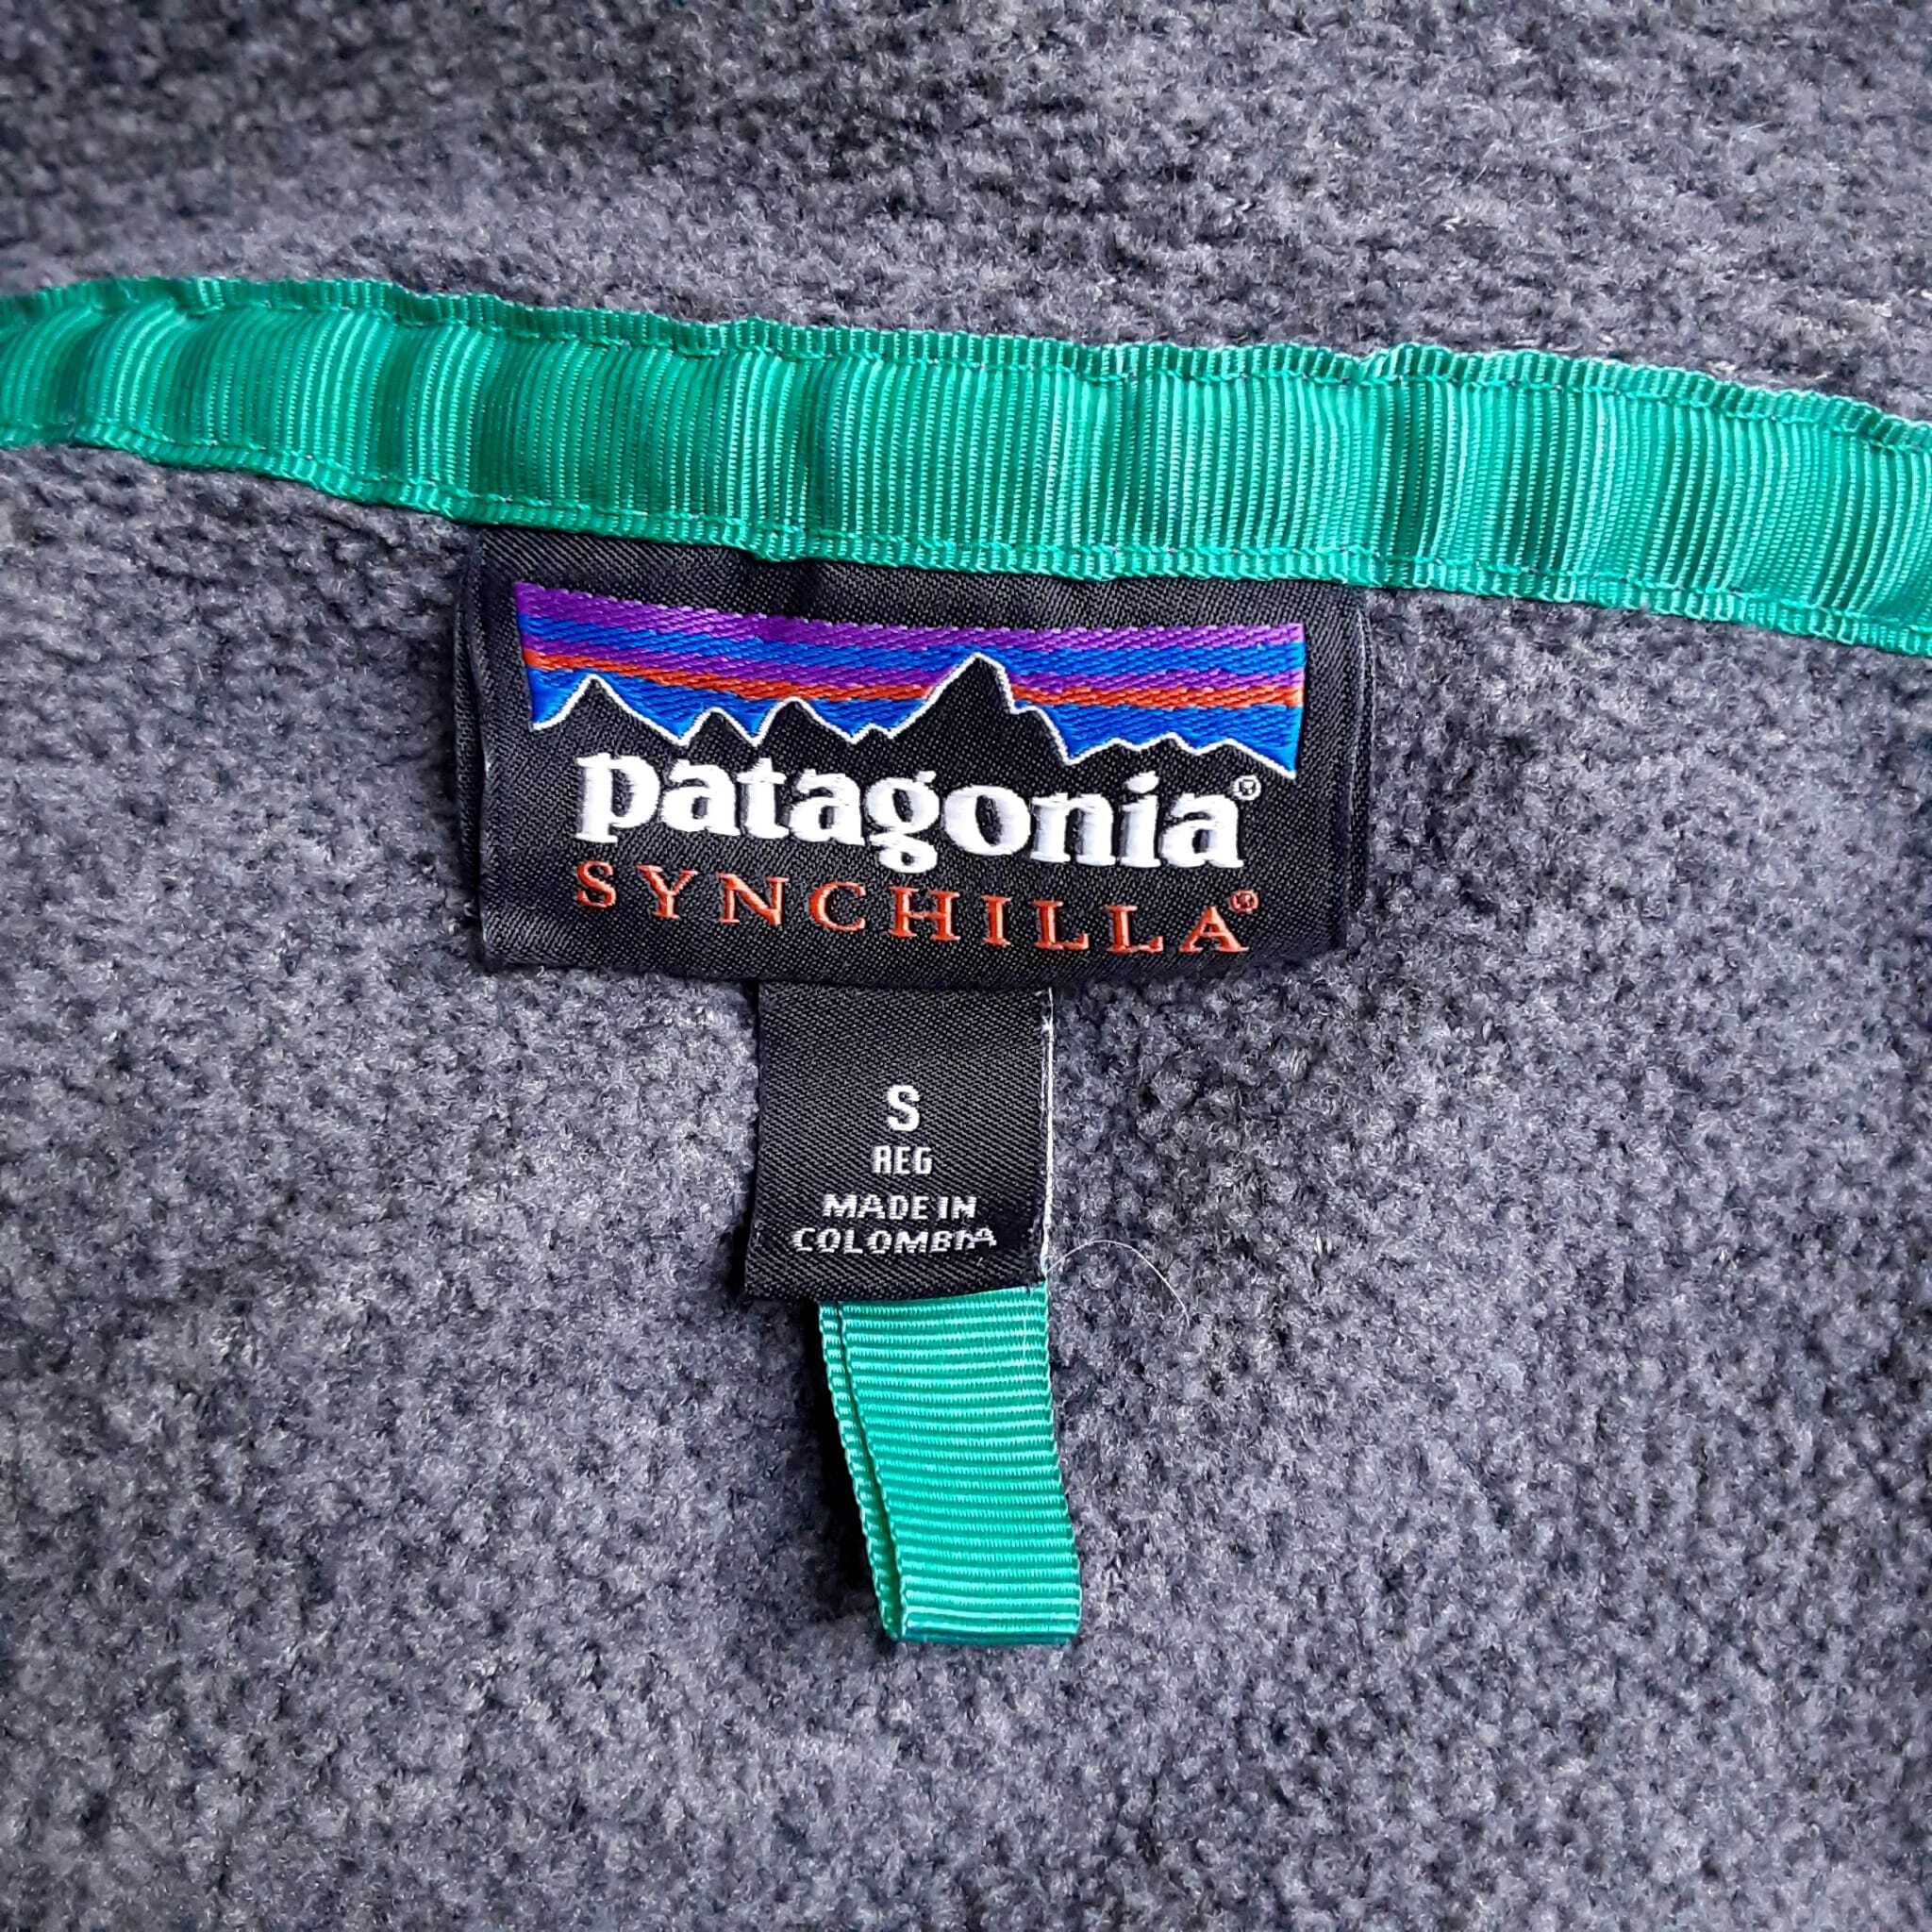 patagonia®
SYNCHILLA®
S
REG
MADE IN
COLOMBIA